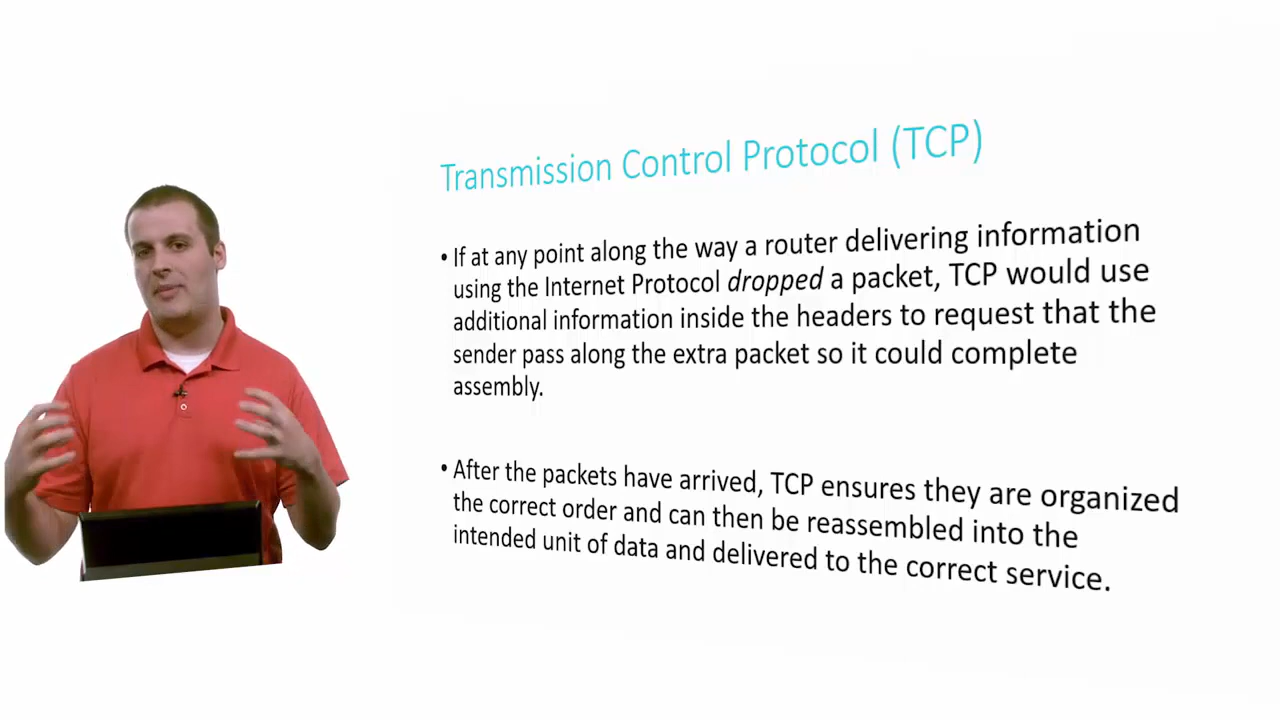 Transmission Control Protocol (TCP)
• If at any point along the way a router delivering information
using the Internet Protocol dropped a packet, TCP would use
additional information inside the headers to request that the
sender pass along the extra packet so it could complete
assembly.
• After the packets have arrived, TCP ensures they are organized
the correct order and can then be reassembled into the
intended unit of data and delivered to the correct service.